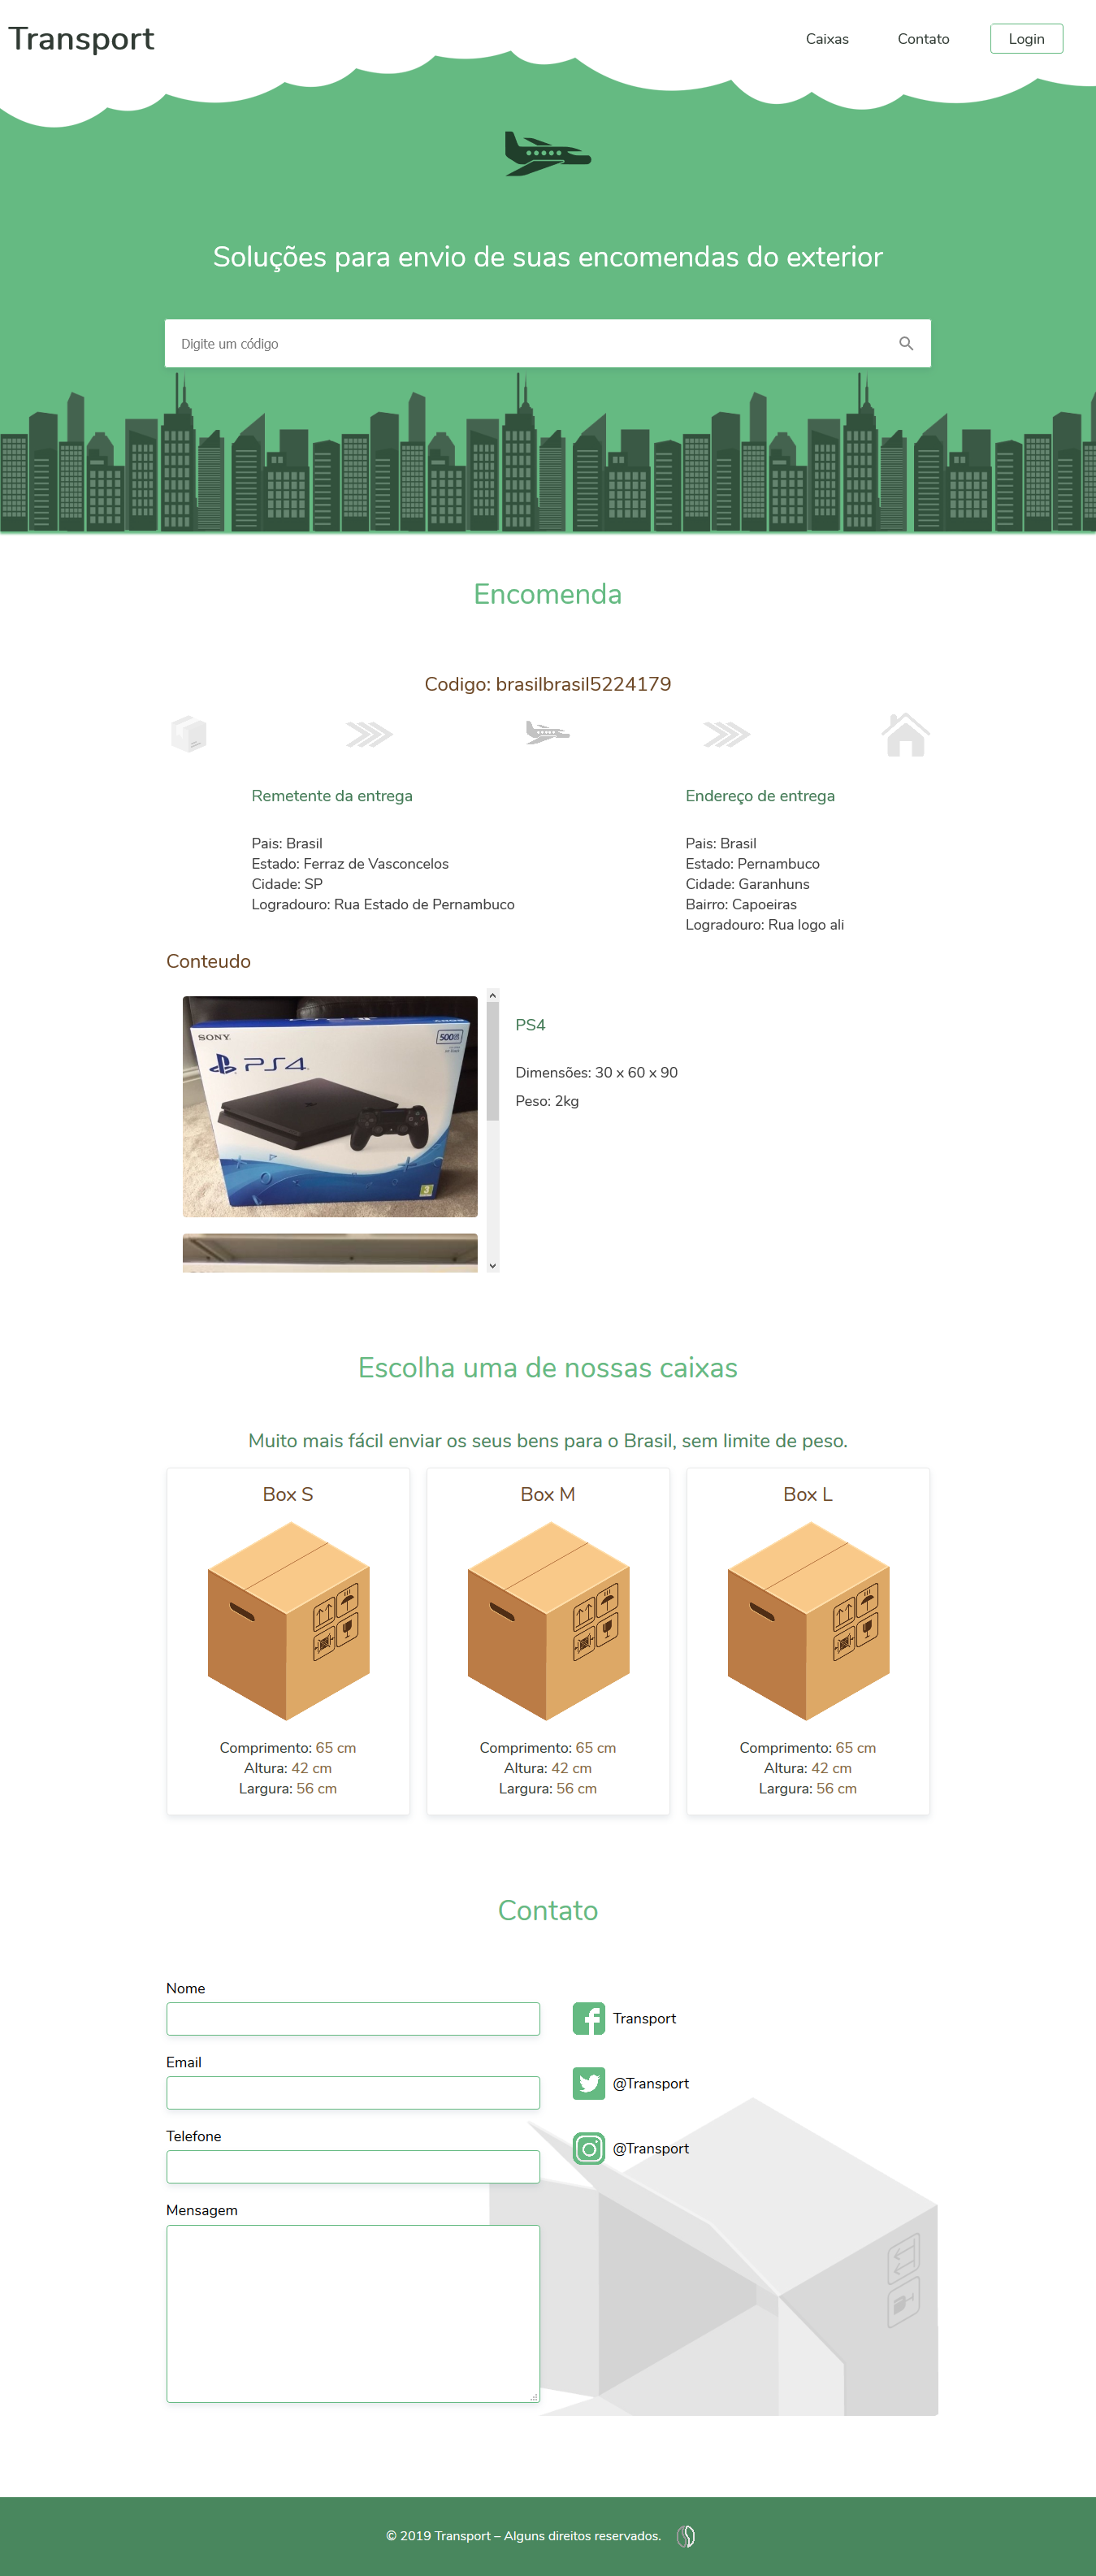 Transport
Caixas
Contato
Login
Soluções para envio de suas encomendas do exterior
Digite um código
Encomenda
Codigo: brasilbrasil5224179
Remetente da entrega
Pais: Brasil
Estado: Ferraz de Vasconcelos
Cidade: SP
Logradouro: Rua Estado de Pernambuco
Endereço de entrega
Pais: Brasil
Estado: Pernambuco
Cidade: Garanhuns
Bairro: Capoeiras
Logradouro: Rua logo ali
Conteudo
SONY
500GB
PS4
3
PS4
Dimensões: 30 x 60 x 90
Peso: 2kg
Escolha uma de nossas caixas
Muito mais fácil enviar os seus bens para o Brasil, sem limite de peso.
Box S
Comprimento: 65 cm
Altura: 42 cm
Largura: 56 cm
Box M
Comprimento: 65 cm
Altura: 42 cm
Largura: 56 cm
Box L
Comprimento: 65 cm
Altura: 42 cm
Largura: 56 cm
Contato
Nome
Email
Telefone
Mensagem
Transport
@Transport
@Transport
© 2019 Transport – Alguns direitos reservados.